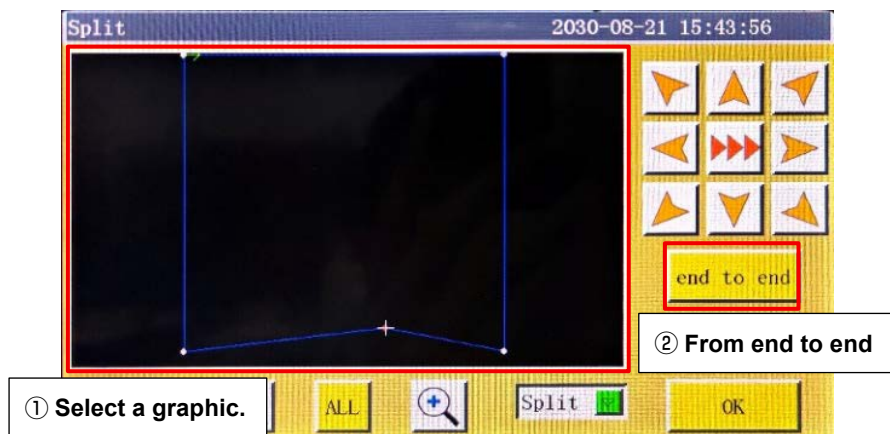 Split 2030-08-21 15:43:56
end to end
② From end to end
① Select a graphic.
ALL
Split
OK